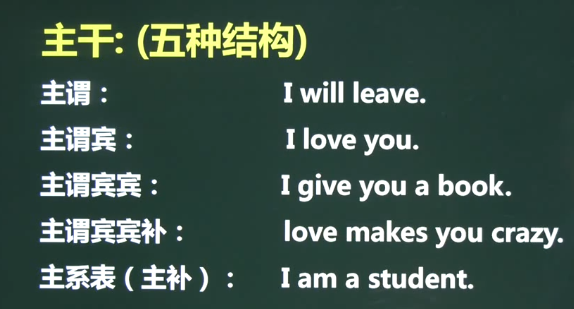 主干: (五种结构)
主谓： I will leave.
主谓宾： I love you.
主谓宾宾： I give you a book.
主谓宾宾补： love makes you crazy.
主系表（主补）： I am a student.